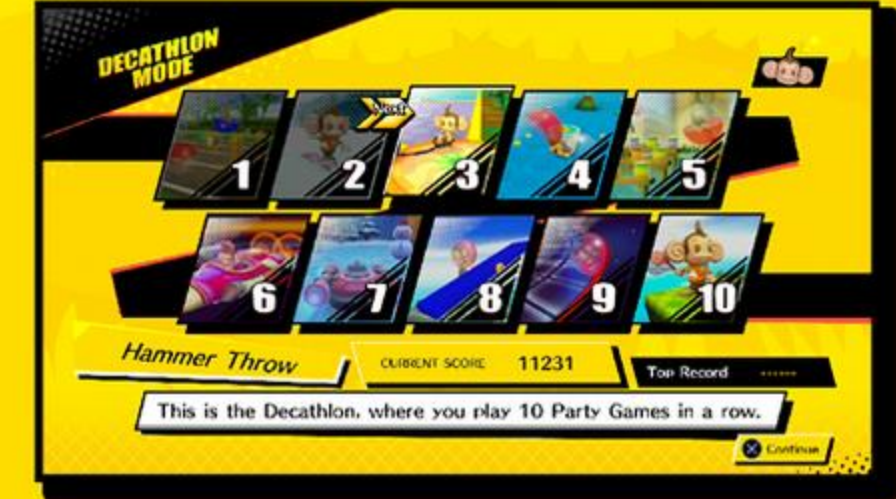 DECATHLON
MODE
Next
1
2
3
4
5
6
7
8
9
10
Hammer Throw
CURRENT SCORE 11231
Top Record ------
This is the Decathlon, where you play 10 Party Games in a row.
Continue